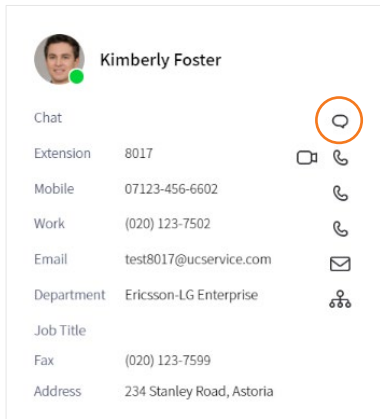 Kimberly Foster
Chat
Extension 8017
Mobile 07123-456-6602
Work (020) 123-7502
Email test8017@ucservice.com
Department Ericsson-LG Enterprise
Job Title
Fax (020) 123-7599
Address 234 Stanley Road, Astoria